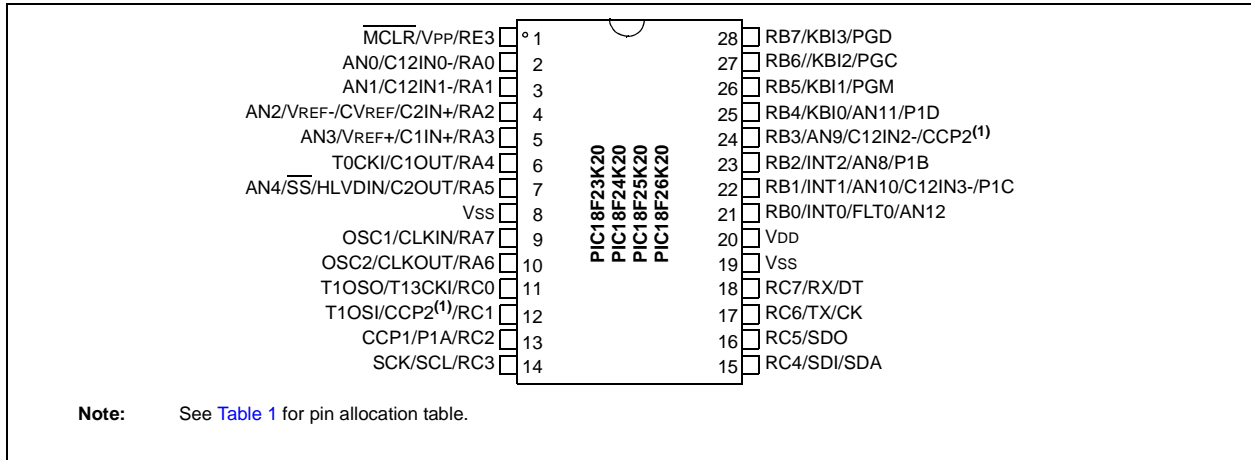 MCLR/VPP/RE3 1 28 RB7/KBI3/PGD
AN0/C12IN0-/RA0 2 27 RB6//KBI2/PGC
AN1/C12IN1-/RA1 3 26 RB5/KBI1/PGM
AN2/VREF-/CVREF/C2IN+/RA2 4 25 RB4/KBI0/AN11/P1D
AN3/VREF+/C1IN+/RA3 5 24 RB3/AN9/C12IN2-/CCP2(1)
T0CKI/C1OUT/RA4 6 23 RB2/INT2/AN8/P1B
AN4/SS/HLVDIN/C2OUT/RA5 7 22 RB1/INT1/AN10/C12IN3-/P1C
VSS 8 21 RB0/INT0/FLT0/AN12
OSC1/CLKIN/RA7 9 20 VDD
OSC2/CLKOUT/RA6 10 19 VSS
T1OSO/T13CKI/RC0 11 18 RC7/RX/DT
T1OSI/CCP2(1)/RC1 12 17 RC6/TX/CK
CCP1/P1A/RC2 13 16 RC5/SDO
SCK/SCL/RC3 14 15 RC4/SDI/SDA
PIC18F23K20
PIC18F24K20
PIC18F25K20
PIC18F26K20
Note: See Table 1 for pin allocation table.